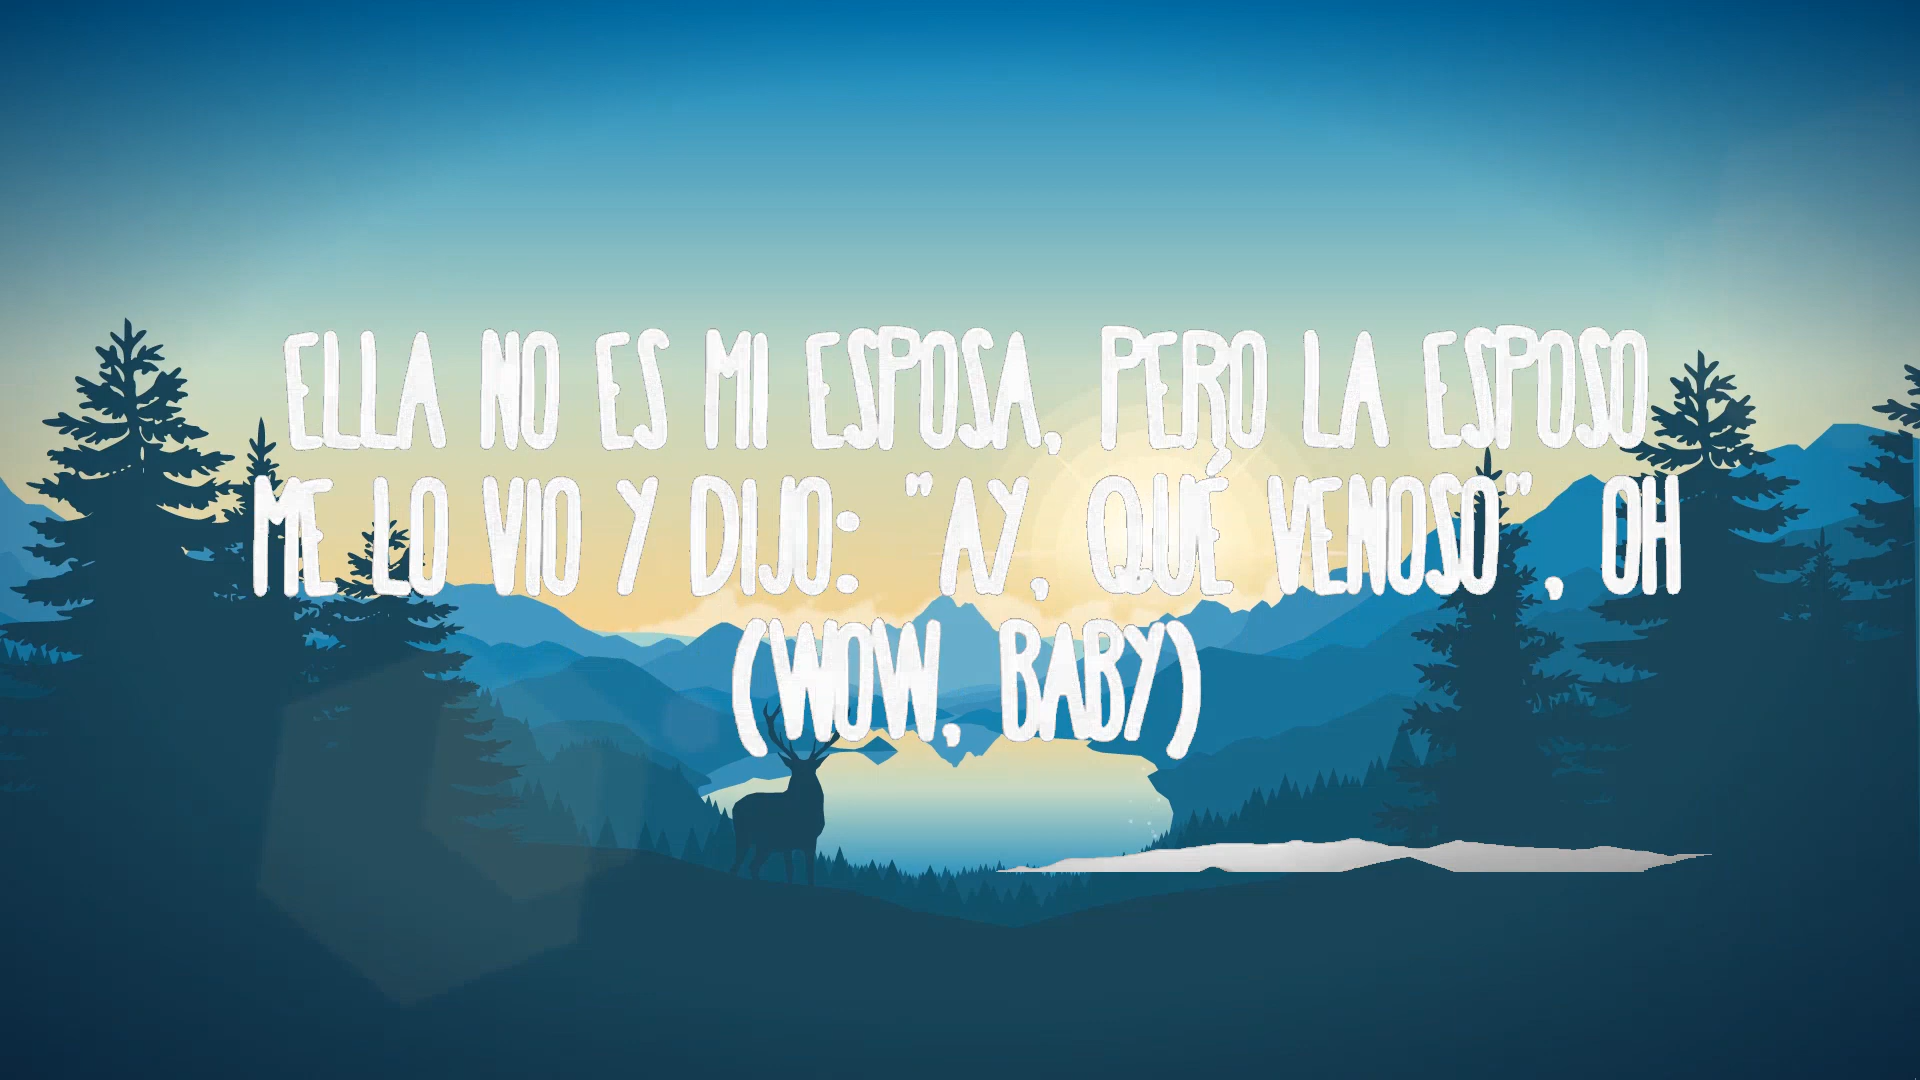 ELLA NO ES MI ESPOSA, PERO LA ESPOSO
ME LO VIO Y DIJO: "AY, QUÉ VENOSO", OH
(WOW, BABY)